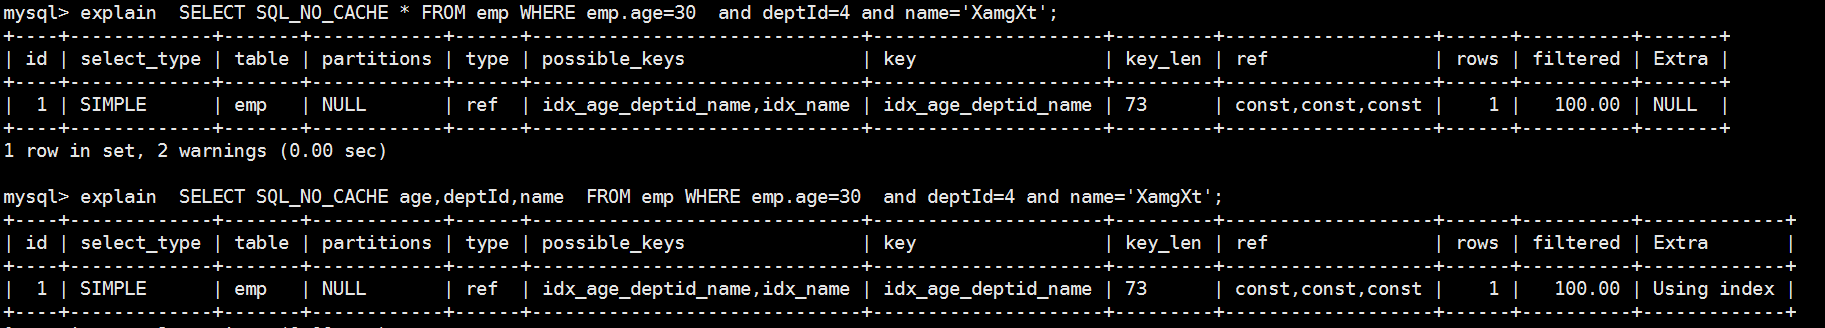 mysql> explain  SELECT SQL_NO_CACHE * FROM emp WHERE emp.age=30  and deptId=4 and name='XamgXt';
+----+-------------+-------+------------+------+-------------------------------+----------------------+---------+-------------------+------+----------+-------+
| id | select_type | table | partitions | type | possible_keys                 | key                  | key_len | ref               | rows | filtered | Extra |
+----+-------------+-------+------------+------+-------------------------------+----------------------+---------+-------------------+------+----------+-------+
|  1 | SIMPLE      | emp   | NULL       | ref  | idx_age_deptid_name,idx_name | idx_age_deptid_name | 73      | const,const,const |    1 |   100.00 | NULL  |
+----+-------------+-------+------------+------+-------------------------------+----------------------+---------+-------------------+------+----------+-------+
1 row in set, 2 warnings (0.00 sec)
mysql> explain  SELECT SQL_NO_CACHE age,deptId,name  FROM emp WHERE emp.age=30  and deptId=4 and name='XamgXt';
+----+-------------+-------+------------+------+-------------------------------+----------------------+---------+-------------------+------+----------+-------------+
| id | select_type | table | partitions | type | possible_keys                 | key                  | key_len | ref               | rows | filtered | Extra       |
+----+-------------+-------+------------+------+-------------------------------+----------------------+---------+-------------------+------+----------+-------------+
|  1 | SIMPLE      | emp   | NULL       | ref  | idx_age_deptid_name,idx_name | idx_age_deptid_name | 73      | const,const,const |    1 |   100.00 | Using index |
+----+-------------+-------+------------+------+-------------------------------+----------------------+---------+-------------------+------+----------+-------------+